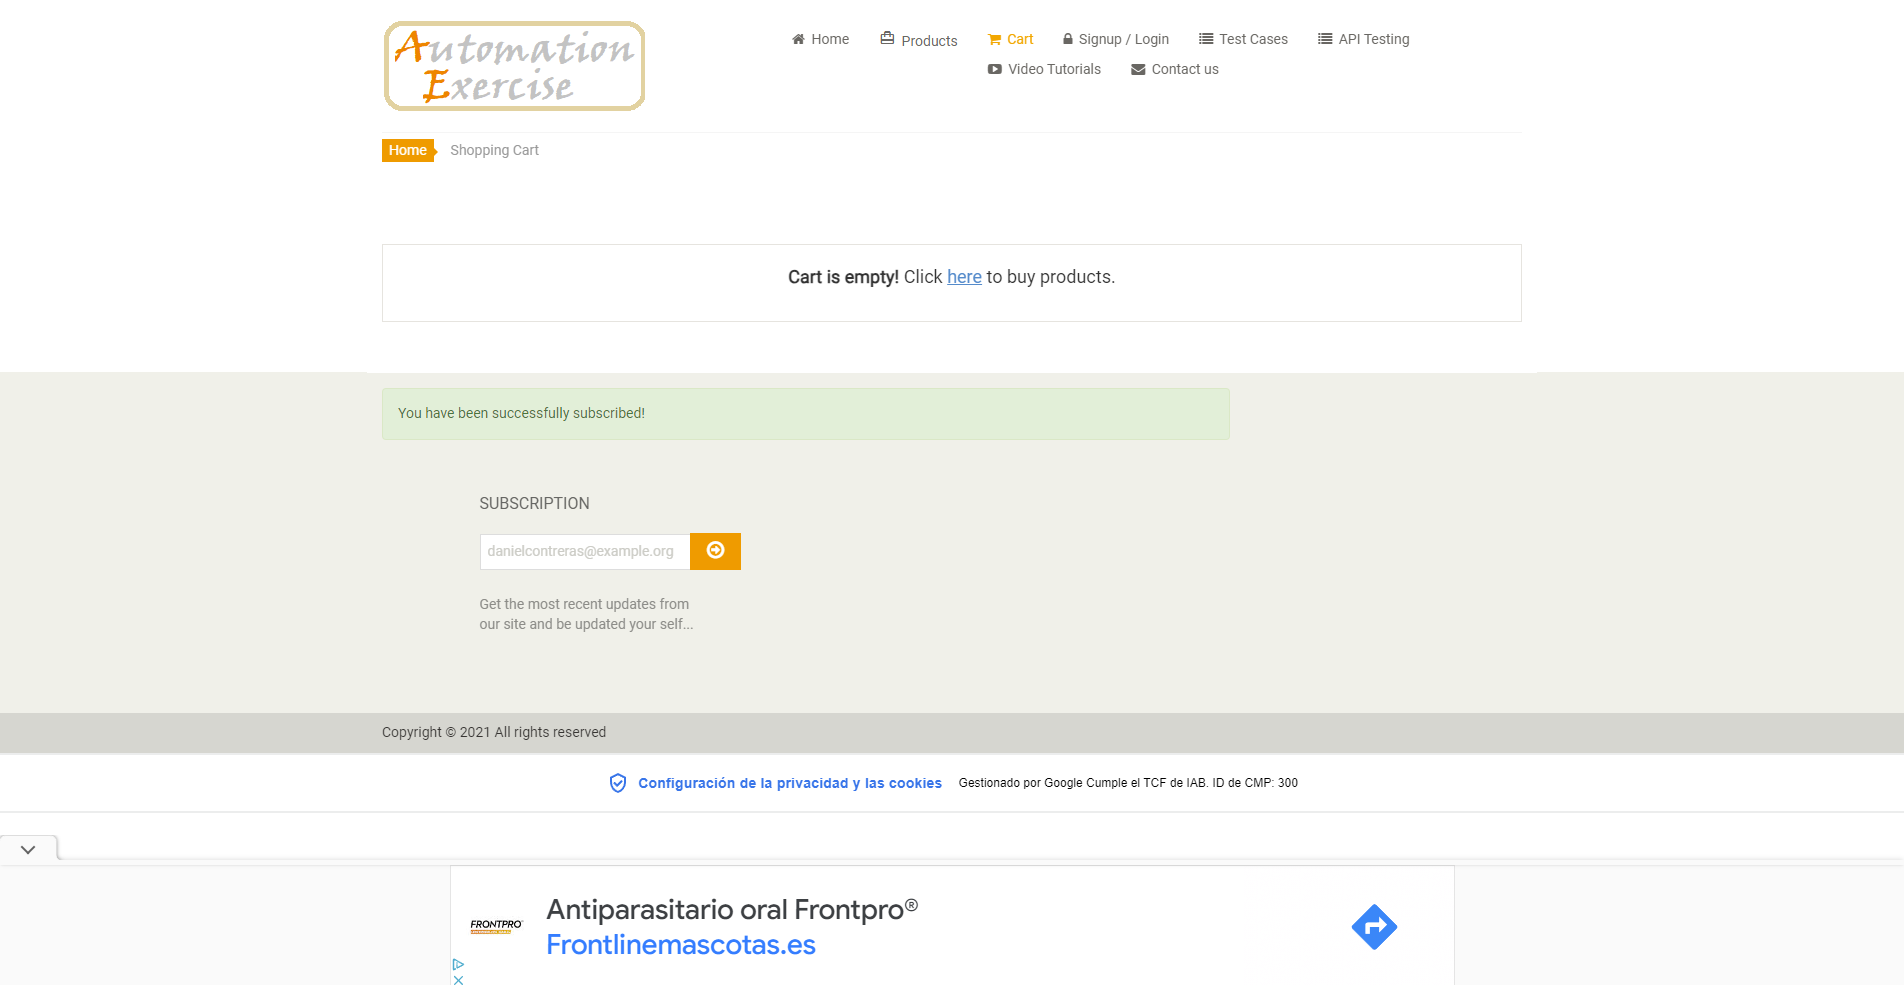 Automation
Exercise
Home
Products
Cart
Signup / Login
Test Cases
API Testing
Video Tutorials
Contact us
Home
Shopping Cart
Cart is empty! Click here to buy products.
You have been successfully subscribed!
SUBSCRIPTION
danielcontreras@example.org
Get the most recent updates from
our site and be updated your self...
Copyright © 2021 All rights reserved
Configuración de la privacidad y las cookies
Gestionado por Google Cumple el TCF de IAB. ID de CMP: 300
FRONTPRO
Antiparasitario oral Frontpro®
Frontlinemascotas.es